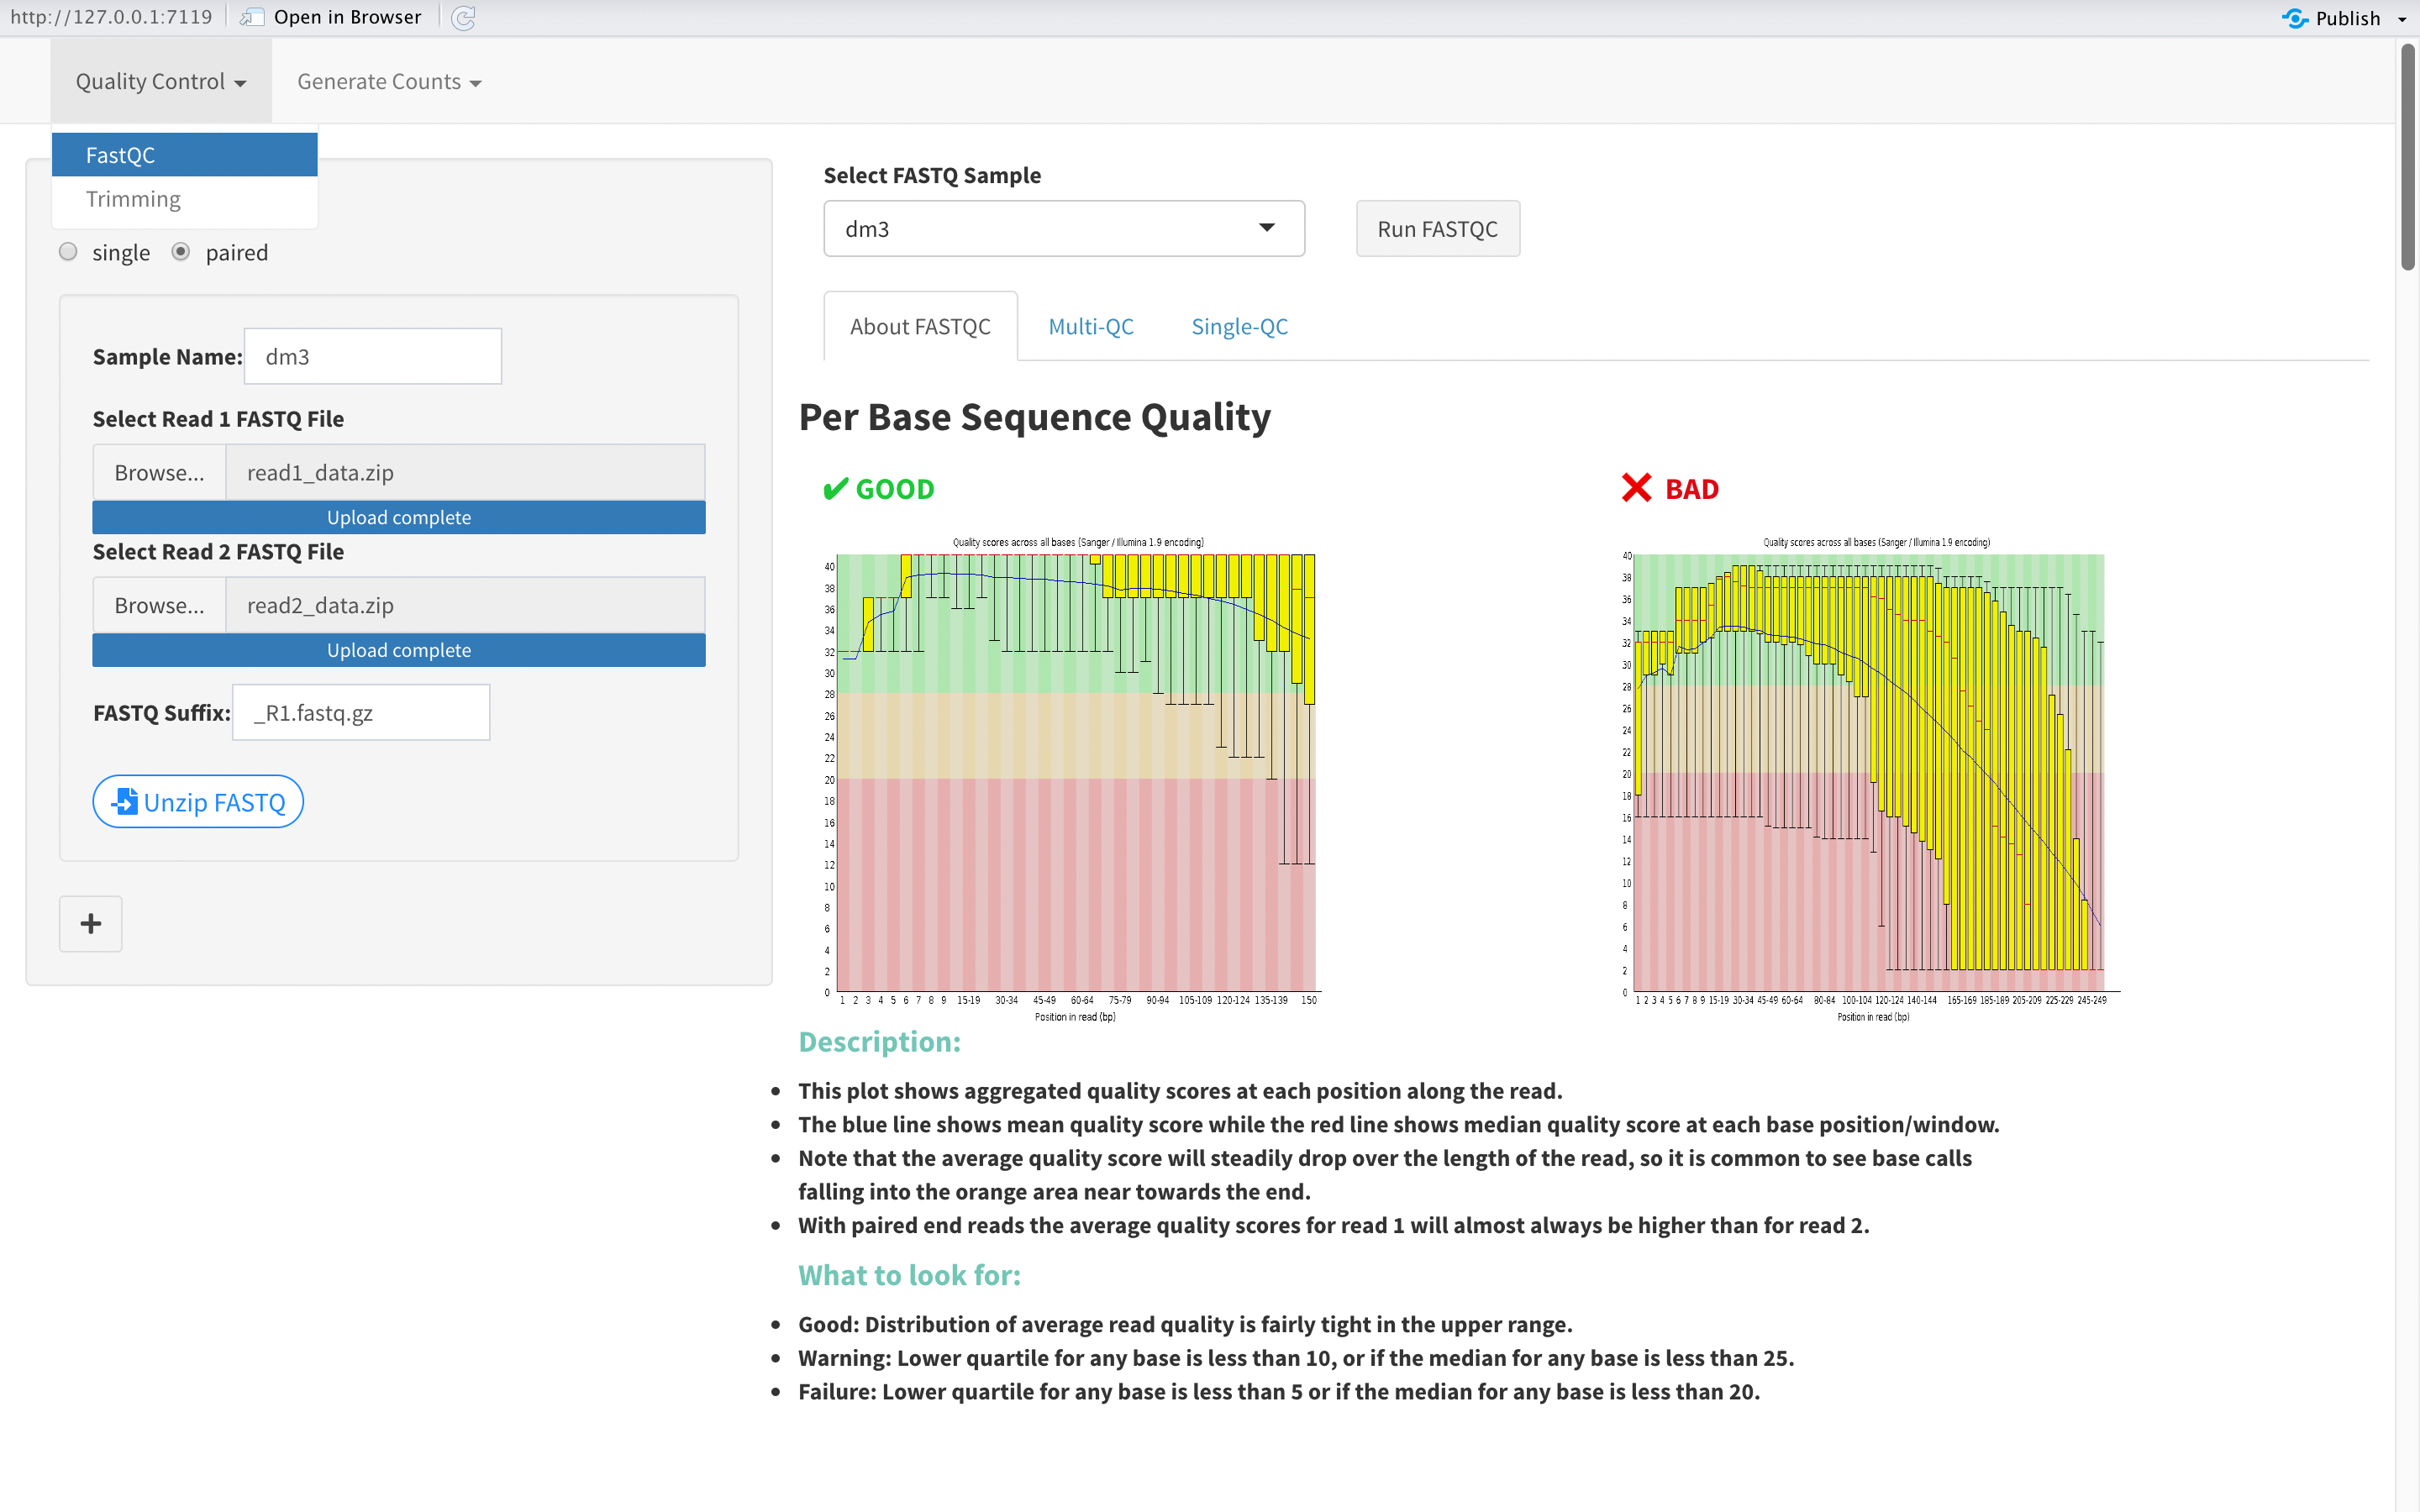 http://127.0.0.1:7119
Open in Browser
Publish
Quality Control
Generate Counts
FastQC
Trimming
single
paired
Sample Name:
dm3
Select Read 1 FASTQ File
Browse...
read1_data.zip
Upload complete
Select Read 2 FASTQ File
Browse...
read2_data.zip
Upload complete
FASTQ Suffix:
_R1.fastq.gz
Unzip FASTQ
+
Select FASTQ Sample
dm3
Run FASTQC
About FASTQC
Multi-QC
Single-QC
Per Base Sequence Quality
GOOD
Quality scores across all bases (Sanger / Illumina 1.9 encoding)
40
38
36
34
32
30
28
26
24
22
20
18
16
14
12
10
8
6
4
2
0
1 2 3 4 5 6 7 8 9 15-19 30-34 45-49 60-64 75-79 90-94 105-109 120-124 135-139 150
Position in read (bp)
BAD
Quality scores across all bases (Sanger / Illumina 1.9 encoding)
40
38
36
34
32
30
28
26
24
22
20
18
16
14
12
10
8
6
4
2
0
1 2 3 4 5 6 7 8 9 15-19 30-34 45-49 60-64 80-84 100-104 120-124 140-144 165-169 185-189 205-209 225-229 245-249
Position in read (bp)
Description:
This plot shows aggregated quality scores at each position along the read.
The blue line shows mean quality score while the red line shows median quality score at each base position/window.
Note that the average quality score will steadily drop over the length of the read, so it is common to see base calls
falling into the orange area near towards the end.
With paired end reads the average quality scores for read 1 will almost always be higher than for read 2.
What to look for:
Good: Distribution of average read quality is fairly tight in the upper range.
Warning: Lower quartile for any base is less than 10, or if the median for any base is less than 25.
Failure: Lower quartile for any base is less than 5 or if the median for any base is less than 20.